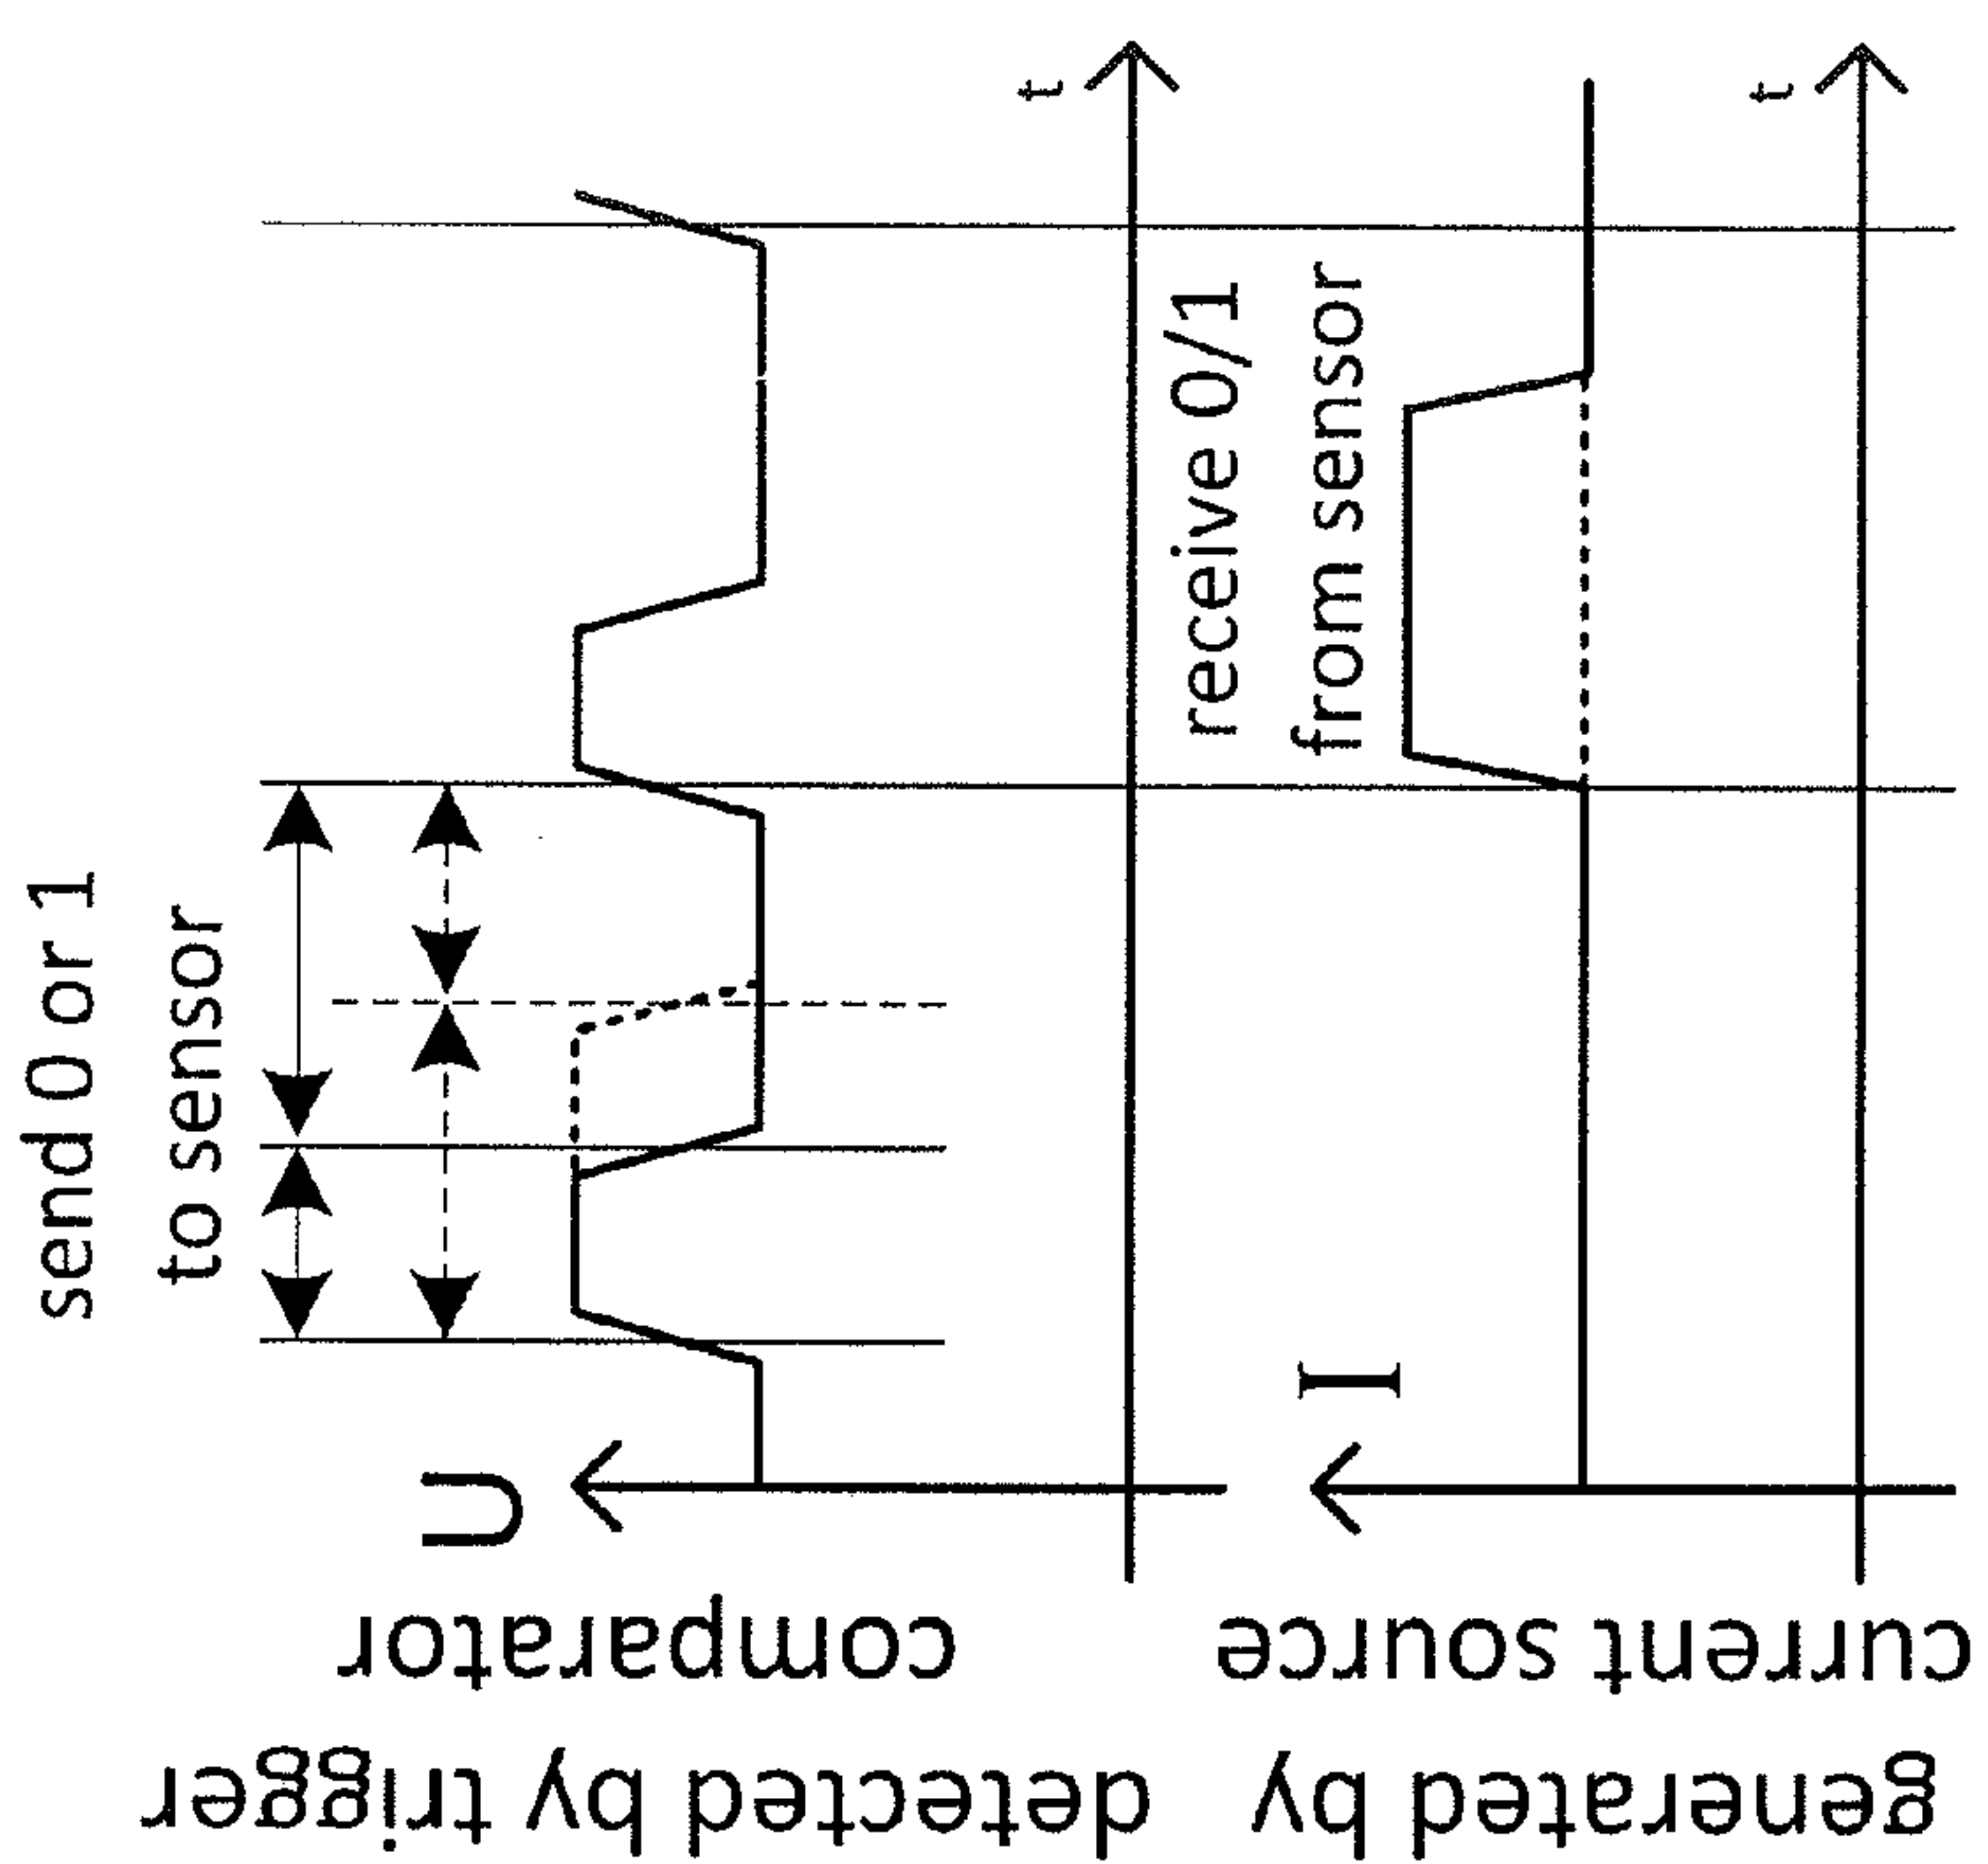 send 0 or 1
to sensor
U
t
detected by trigger
comparator
receive 0/1
from sensor
I
t
generated by
current source